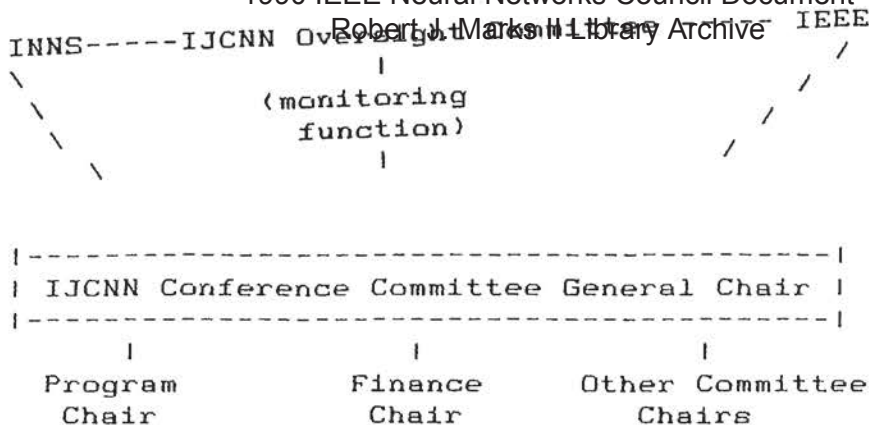 1990 IEEE Neural Networks Council Document
Robert J. Marks II Library Archive
INNS-----IJCNN Oversight Committee ----- IEEE
(monitoring
function)
IJCNN Conference Committee General Chair
Program Finance Other Committee
Chair Chair Chairs